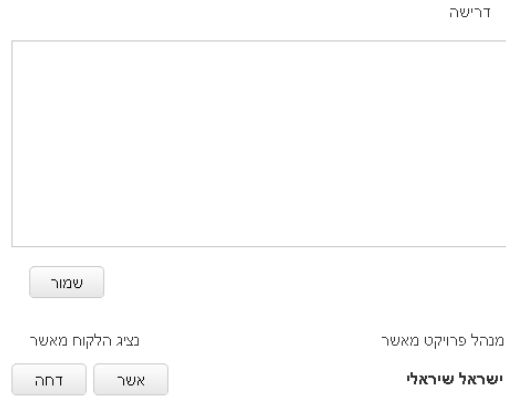 דרישה
שמור
מנהל פרויקט מאשר נציג הלקוח מאשר
ישראל שיראלי אשר דחה